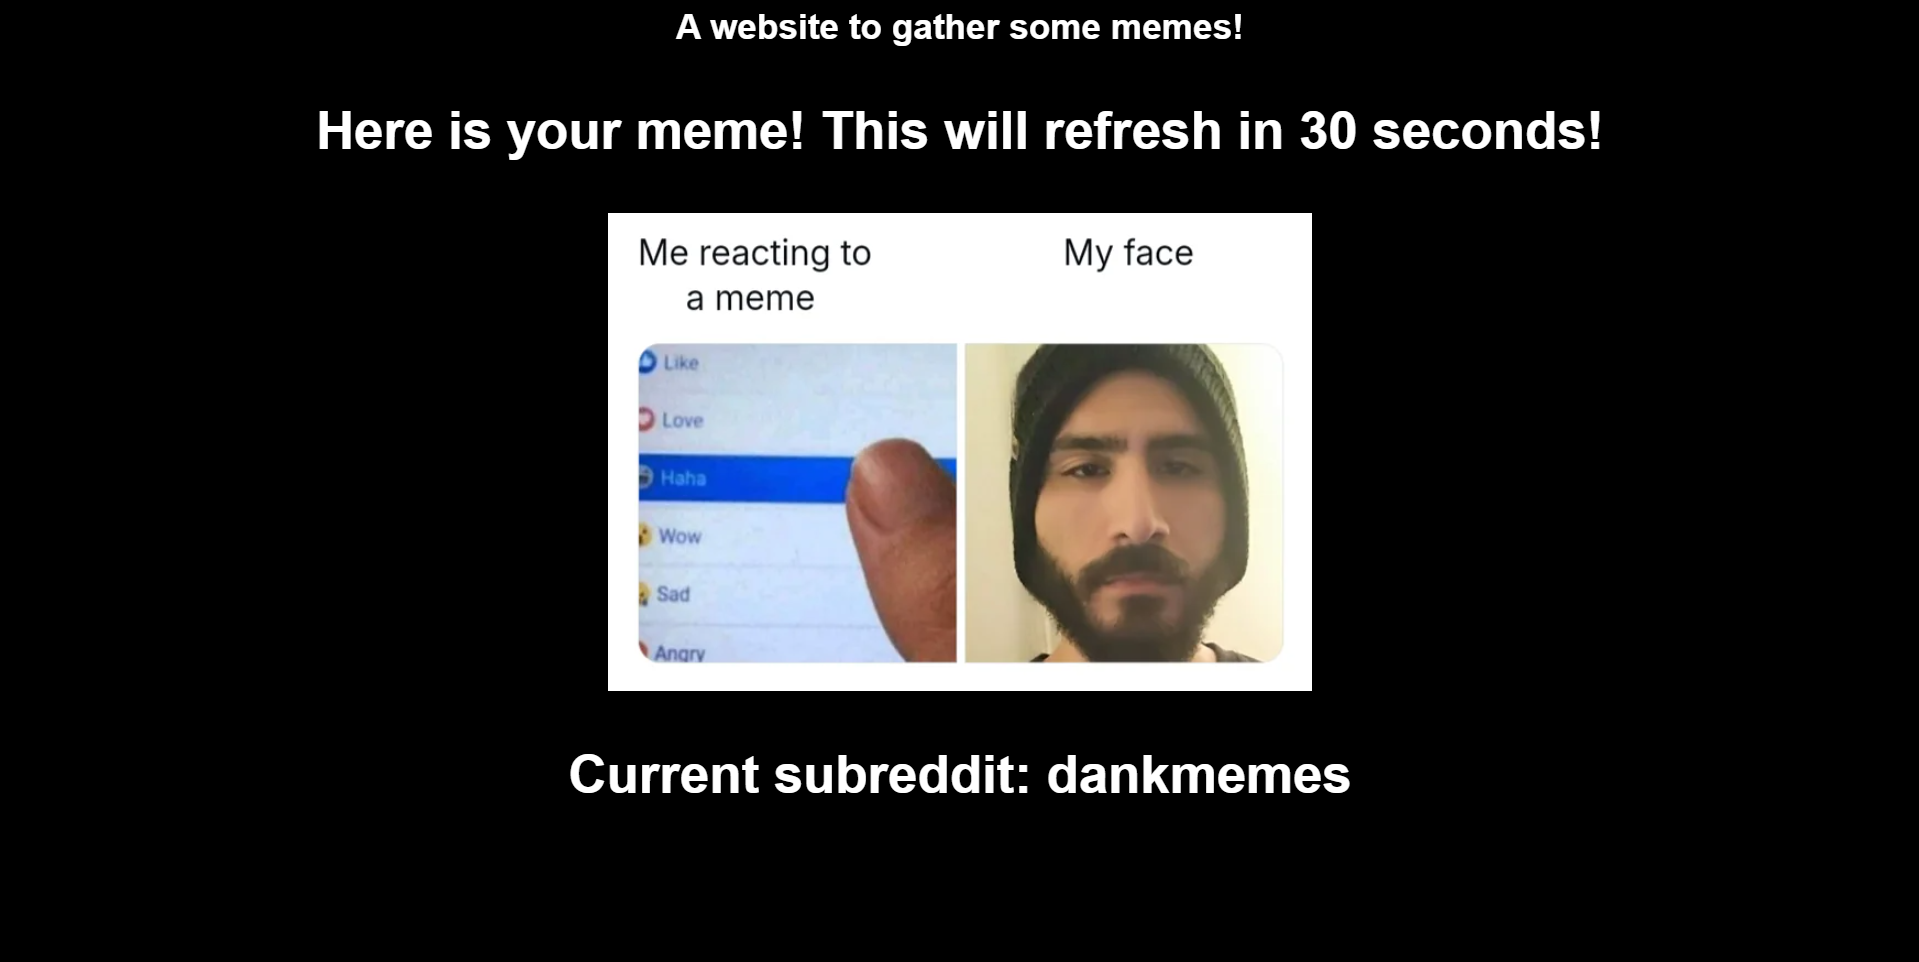 A website to gather some memes!
Here is your meme! This will refresh in 30 seconds!
Me reacting to
a meme
My face
Like
Love
Haha
Wow
Sad
Angry
Current subreddit: dankmemes